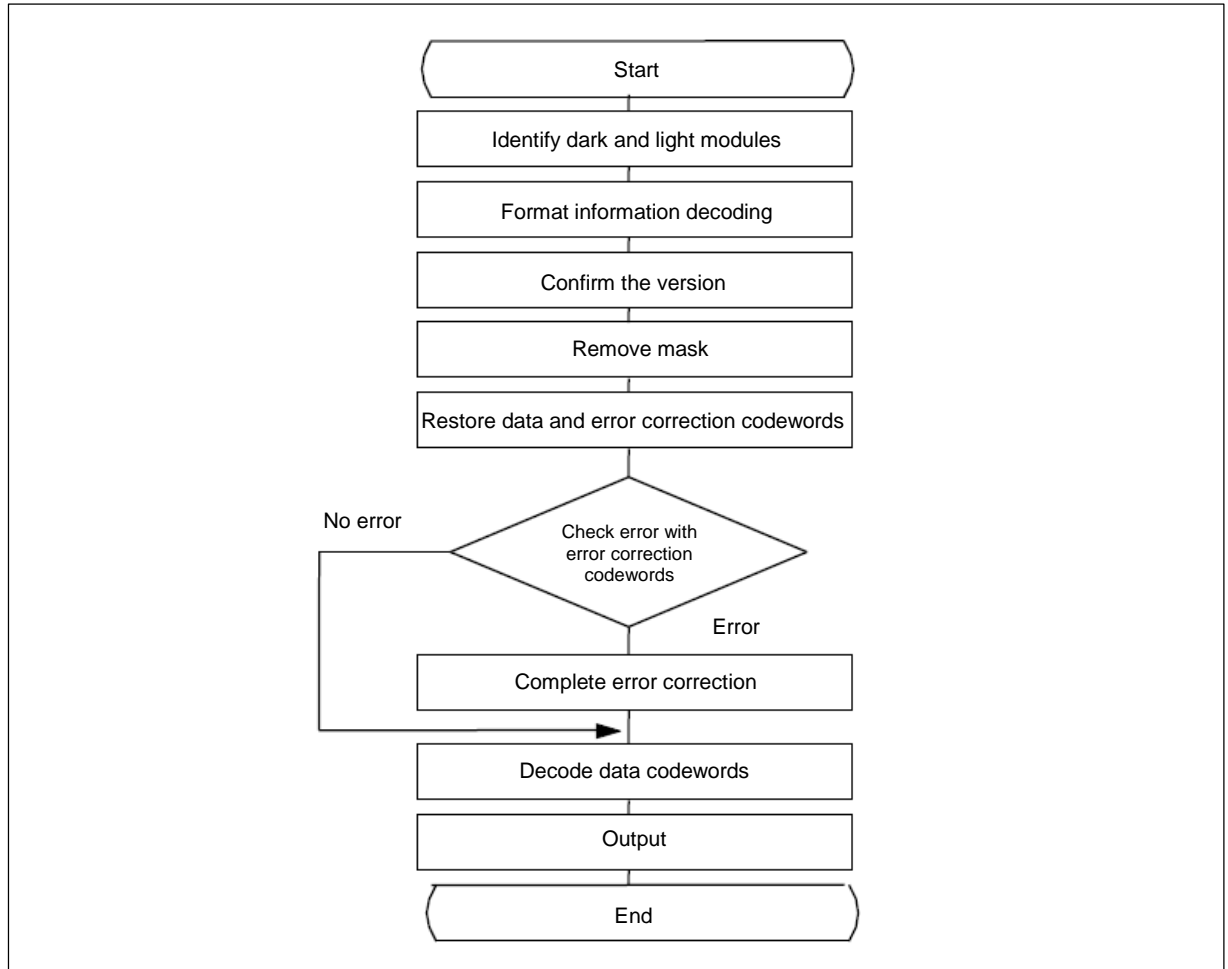 Start
Identify dark and light modules
Format information decoding
Confirm the version
Remove mask
Restore data and error correction codewords
No error
Check error with
error correction
codewords
Error
Complete error correction
Decode data codewords
Output
End